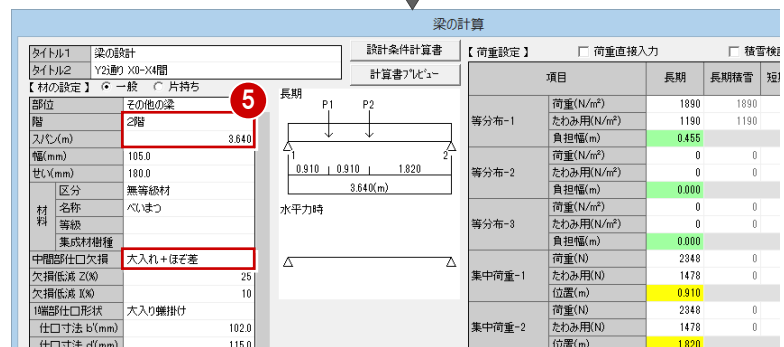 梁の計算
タイトル1 梁の設計
タイトル2 Y2通り X0-X4間
設計条件計算書
計算書プレビュー
【 材の設定 】 一般 片持ち
部位 その他の梁
階 2階
スパン(m) 3.640
幅(mm) 105.0
せい(mm) 180.0
材料
区分 無等級材
名称 べいまつ
等級
集成材樹種
中間部仕口欠損 大入れ+ほぞ差
欠損低減 Z(%) 25
欠損低減 I(%) 10
1端部仕口形状 大入り蟻掛け
仕口寸法 b'(mm) 102.0
仕口寸法 d'(mm) 115.0
5
長期
P1 P2
1 2
0.910 0.910 1.820
3.640(m)
水平力時
【 荷重設定 】 荷重直接入力 積雪検
項目 長期 長期積雪 短
等分布-1
荷重(N/m²) 1890 1890
たわみ用(N/m²) 1190 1190
負担幅(m) 0.455
等分布-2
荷重(N/m²) 0 0
たわみ用(N/m²) 0 0
負担幅(m) 0.000
等分布-3
荷重(N/m²) 0 0
たわみ用(N/m²) 0 0
負担幅(m) 0.000
集中荷重-1
荷重(N) 2348 0
たわみ用(N) 1478 0
位置(m) 0.910
集中荷重-2
荷重(N) 2348 0
たわみ用(N) 1478 0
位置(m) 1.820